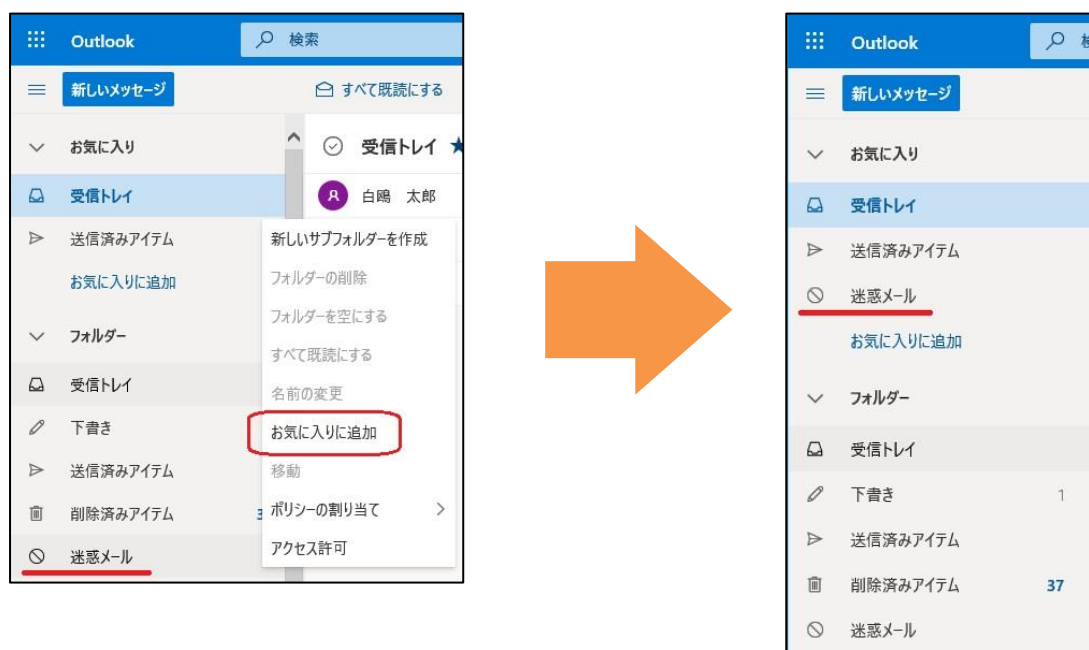 Outlook
検索
新しいメッセージ
すべて既読にする
お気に入り
受信トレイ
送信済みアイテム
お気に入りに追加
フォルダー
受信トレイ
下書き
送信済みアイテム
削除済みアイテム
迷惑メール
受信トレイ
白鴎 太郎
新しいサブフォルダーを作成
フォルダーの削除
フォルダーを空にする
すべて既読にする
名前の変更
お気に入りに追加
移動
ポリシーの割り当て
アクセス許可
Outlook
新しいメッセージ
お気に入り
受信トレイ
送信済みアイテム
迷惑メール
お気に入りに追加
フォルダー
受信トレイ
下書き 1
送信済みアイテム
削除済みアイテム 37
迷惑メール